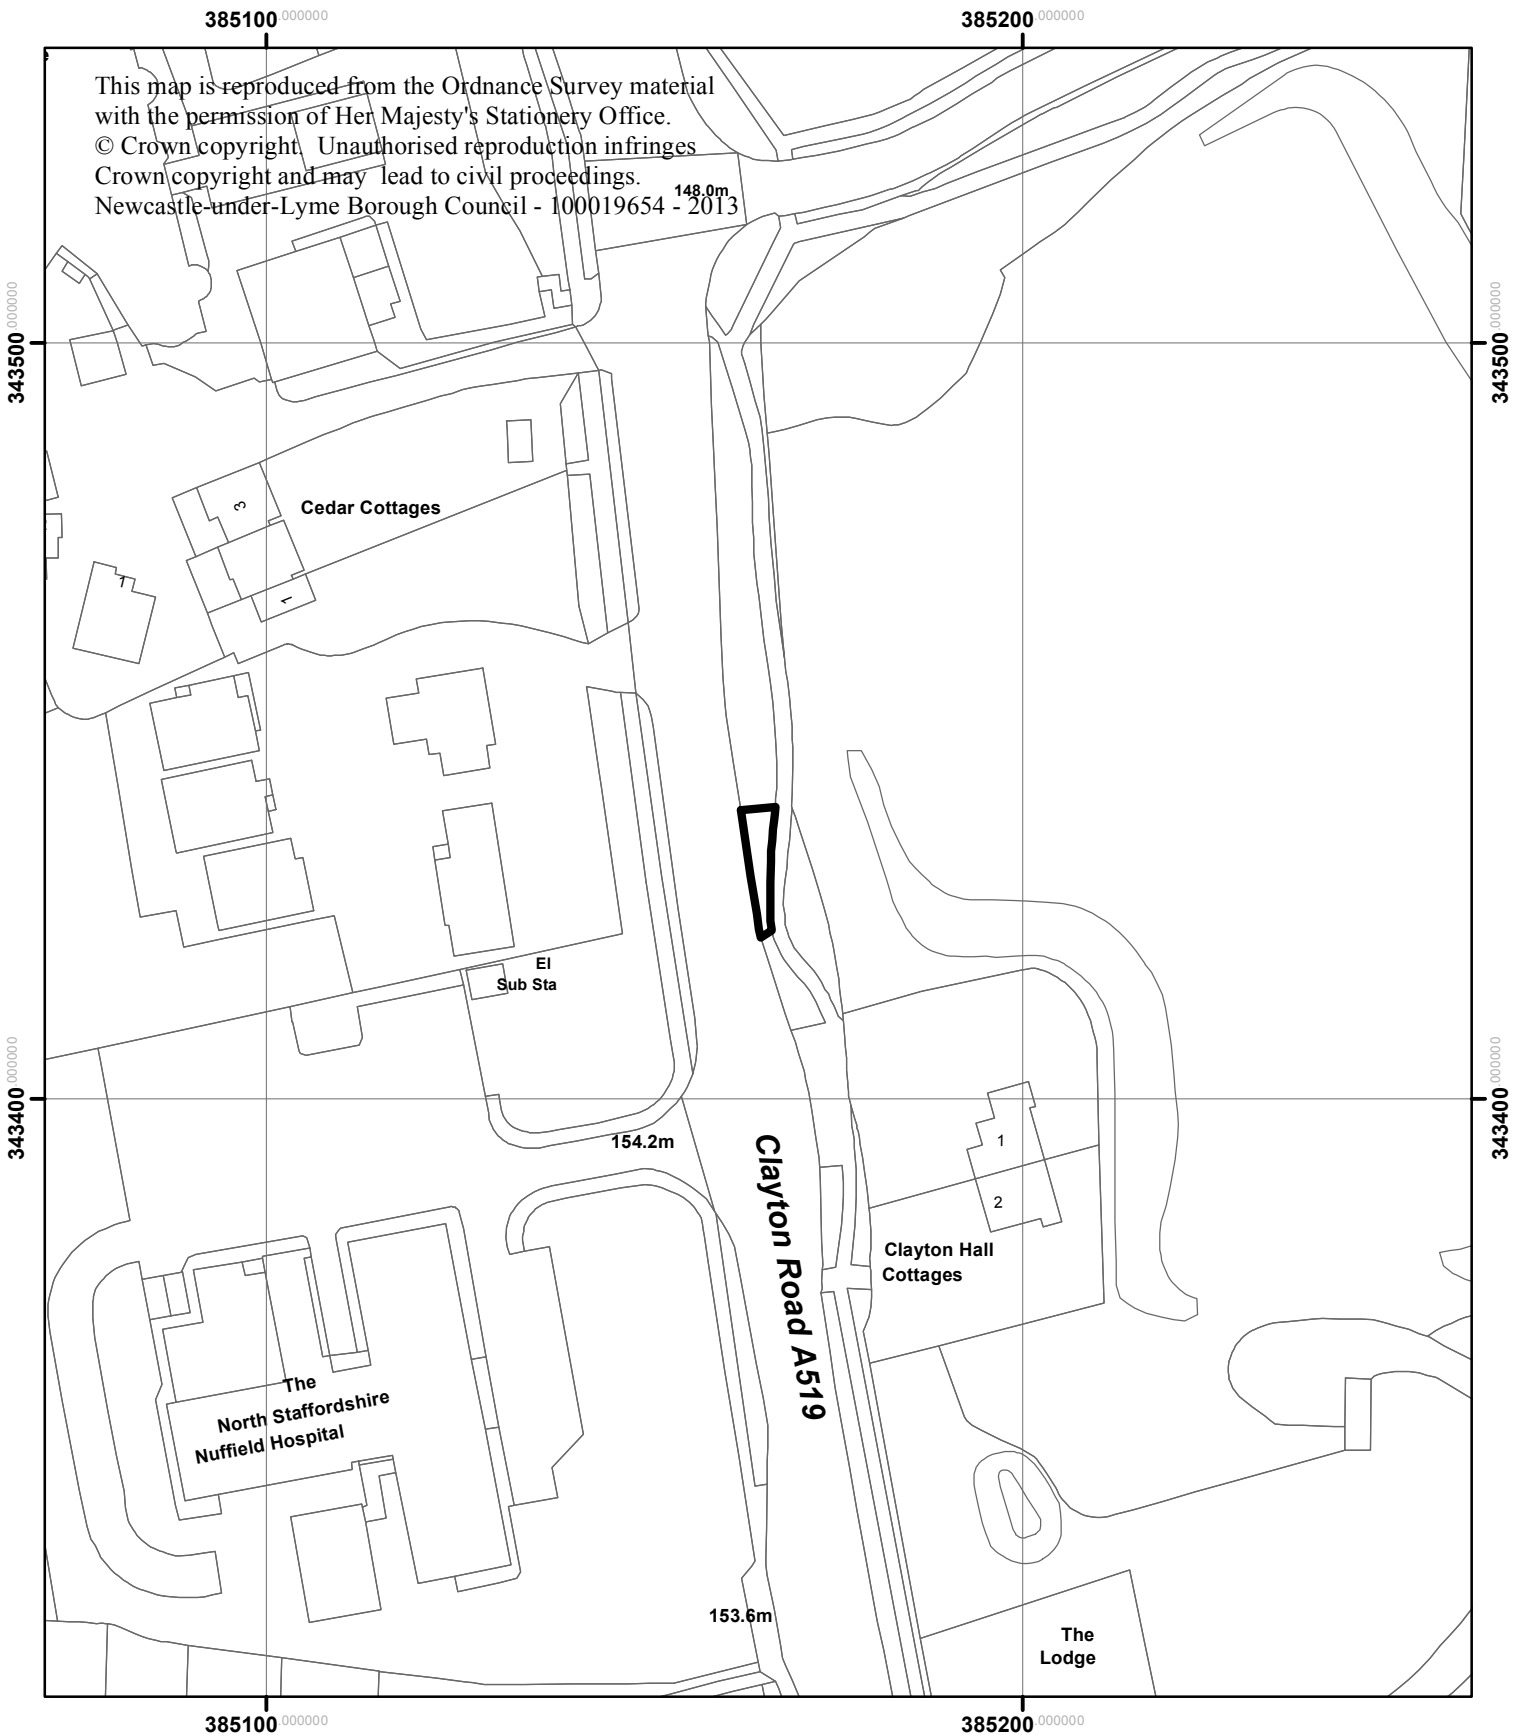 385100.000000
385200.000000
This map is reproduced from the Ordnance Survey material
with the permission of Her Majesty's Stationery Office.
© Crown copyright. Unauthorised reproduction infringes
Crown copyright and may lead to civil proceedings.
Newcastle-under-Lyme Borough Council - 100019654 - 2013
148.0m
343500.000000
343500.000000
3
Cedar Cottages
1
1
El
Sub Sta
343400.000000
343400.000000
154.2m
Clayton Road A519
1
2
Clayton Hall
Cottages
The
North Staffordshire
Nuffield Hospital
153.6m
The
Lodge
385100.000000
385200.000000